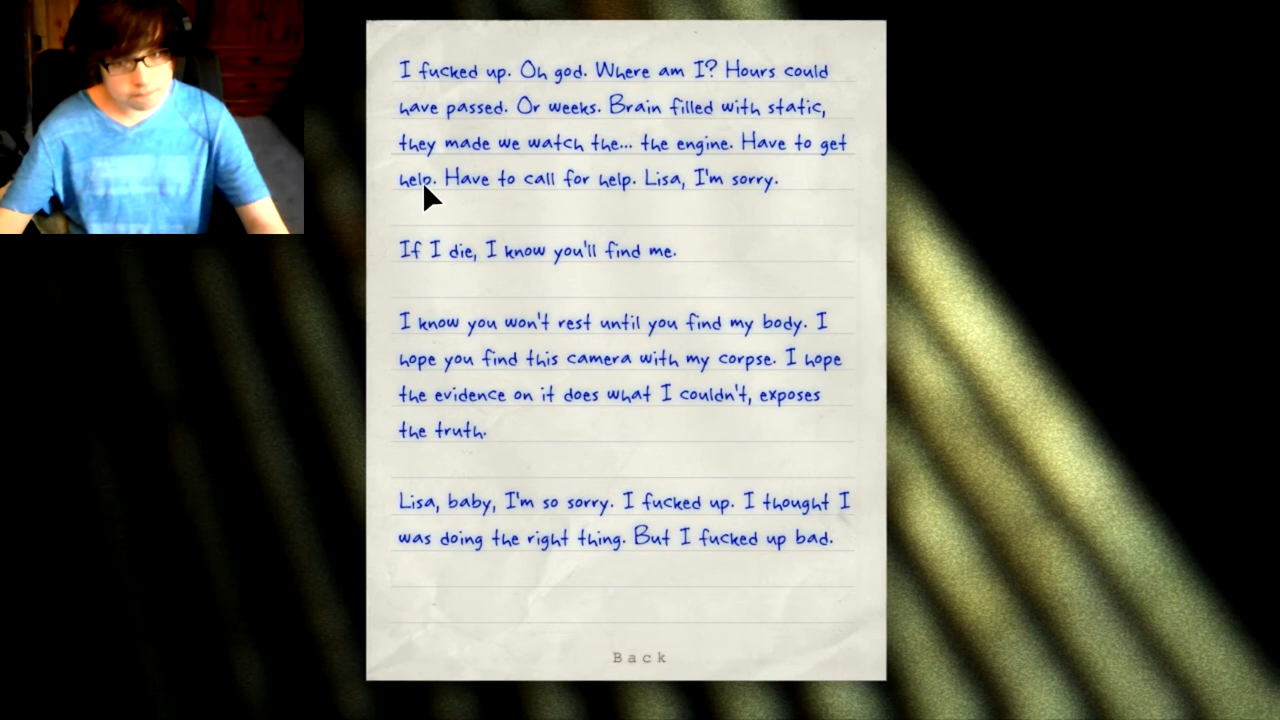 I fucked up. Oh god. Where am I? Hours could
have passed. Or weeks. Brain filled with static,
they made we watch the... the engine. Have to get
help. Have to call for help. Lisa, I'm sorry.
If I die, I know you'll find me.
I know you won't rest until you find my body. I
hope you find this camera with my corpse. I hope
the evidence on it does what I couldn't, exposes
the truth.
Lisa, baby, I'm so sorry. I fucked up. I thought I
was doing the right thing. But I fucked up bad.
Back